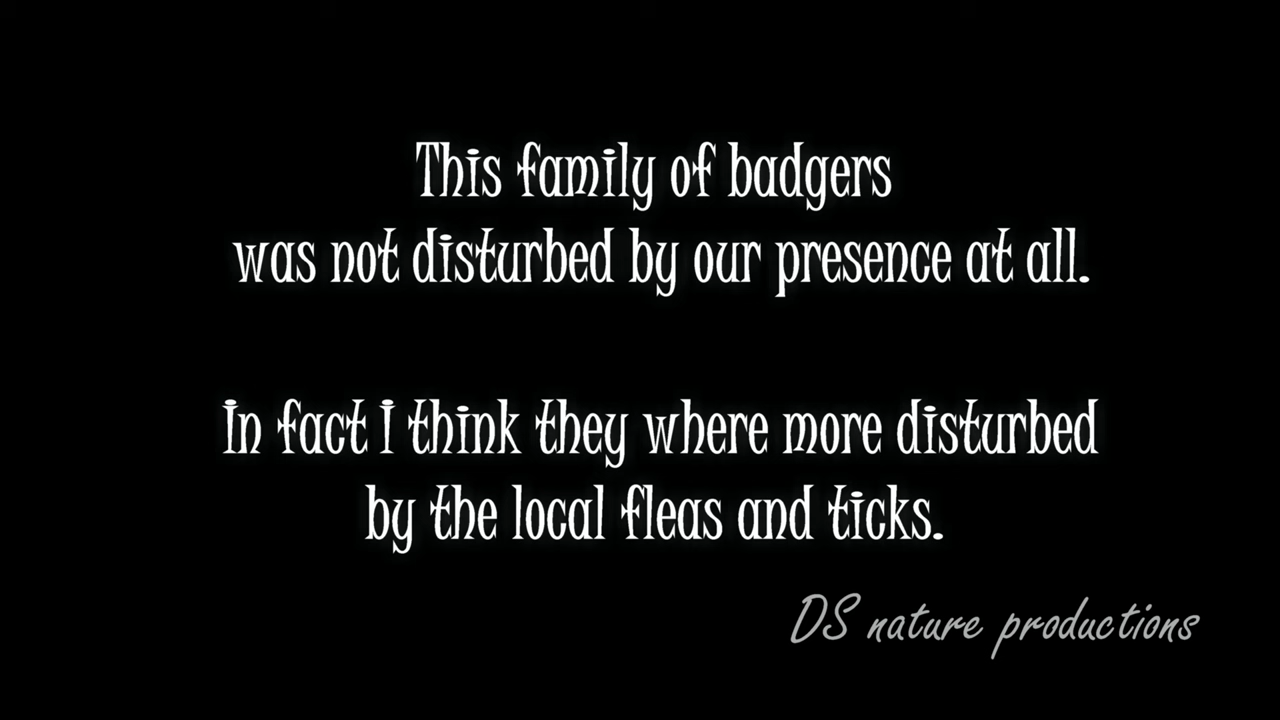 This family of badgers
was not disturbed by our presence at all.
In fact I think they where more disturbed
by the local fleas and ticks.
DS nature productions